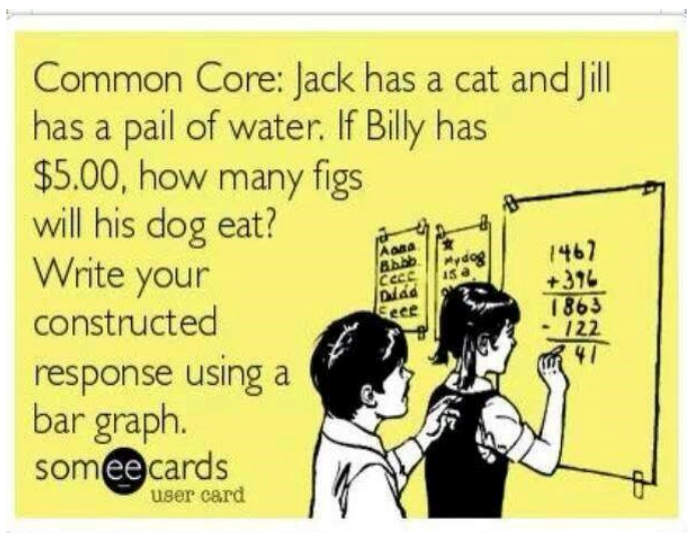 Common Core: Jack has a cat and Jill
has a pail of water. If Billy has
$5.00, how many figs
will his dog eat?
Write your
constructed
response using a
bar graph.
someecards
user card
Aaaa
Bbbb
Cccc
Dddd
Eeee
My dog
is a
1467
+396
1863
- 122
41